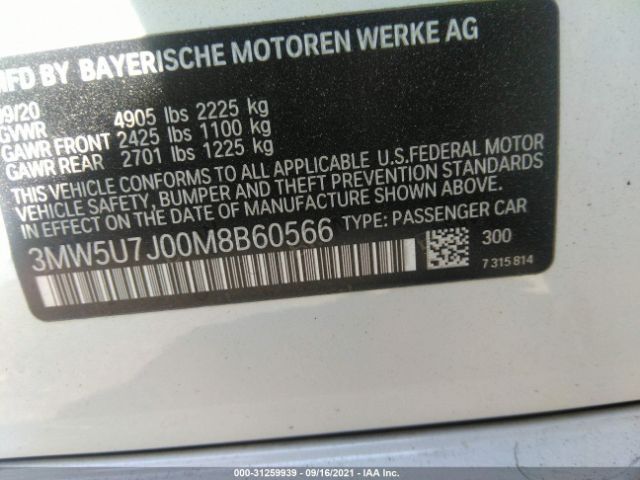 MFD BY BAYERISCHE MOTOREN WERKE AG
09/20
GVWR 4905 lbs 2225 kg
GAWR FRONT 2425 lbs 1100 kg
GAWR REAR 2701 lbs 1225 kg
THIS VEHICLE CONFORMS TO ALL APPLICABLE U.S.FEDERAL MOTOR
VEHICLE SAFETY, BUMPER AND THEFT PREVENTION STANDARDS
IN EFFECT ON THE DATE OF MANUFACTURE SHOWN ABOVE.
3MW5U7J00M8B60566 TYPE: PASSENGER CAR
300
7 315 814
000-31259939 - 09/16/2021 - IAA Inc.